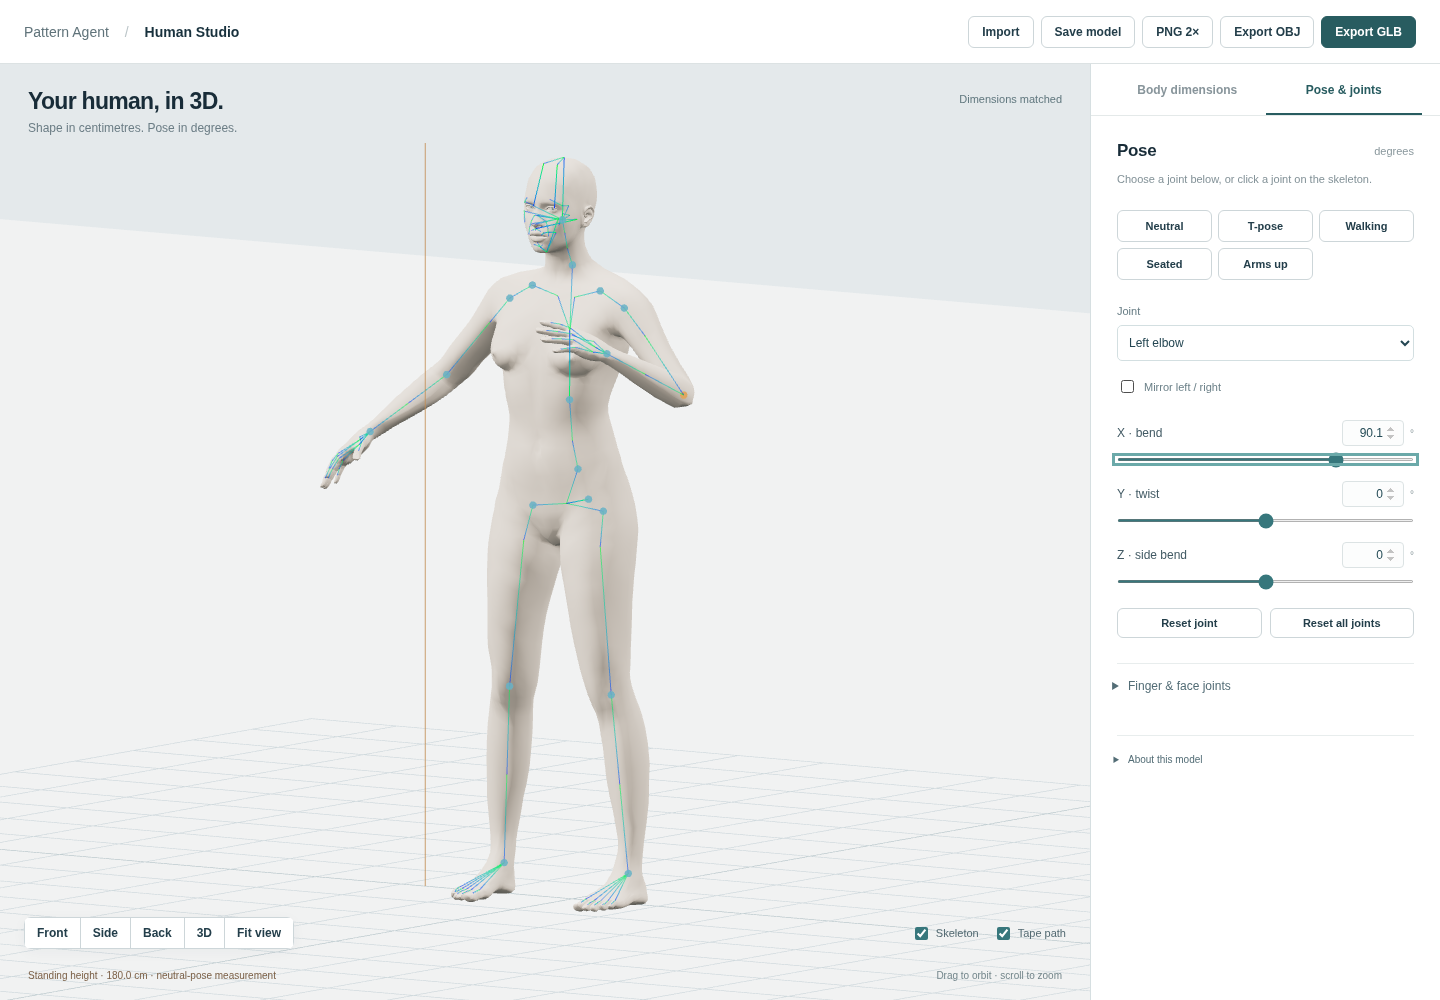 Pattern Agent / Human Studio
Import
Save model
PNG 2×
Export OBJ
Export GLB
Your human, in 3D.
Shape in centimetres. Pose in degrees.
Dimensions matched
Body dimensions
Pose & joints
Pose
degrees
Choose a joint below, or click a joint on the skeleton.
Neutral
T-pose
Walking
Seated
Arms up
Joint
Left elbow
Mirror left / right
X · bend
90.1 °
Y · twist
0 °
Z · side bend
0 °
Reset joint
Reset all joints
Finger & face joints
About this model
Front
Side
Back
3D
Fit view
Skeleton
Tape path
Standing height · 180.0 cm · neutral-pose measurement
Drag to orbit · scroll to zoom